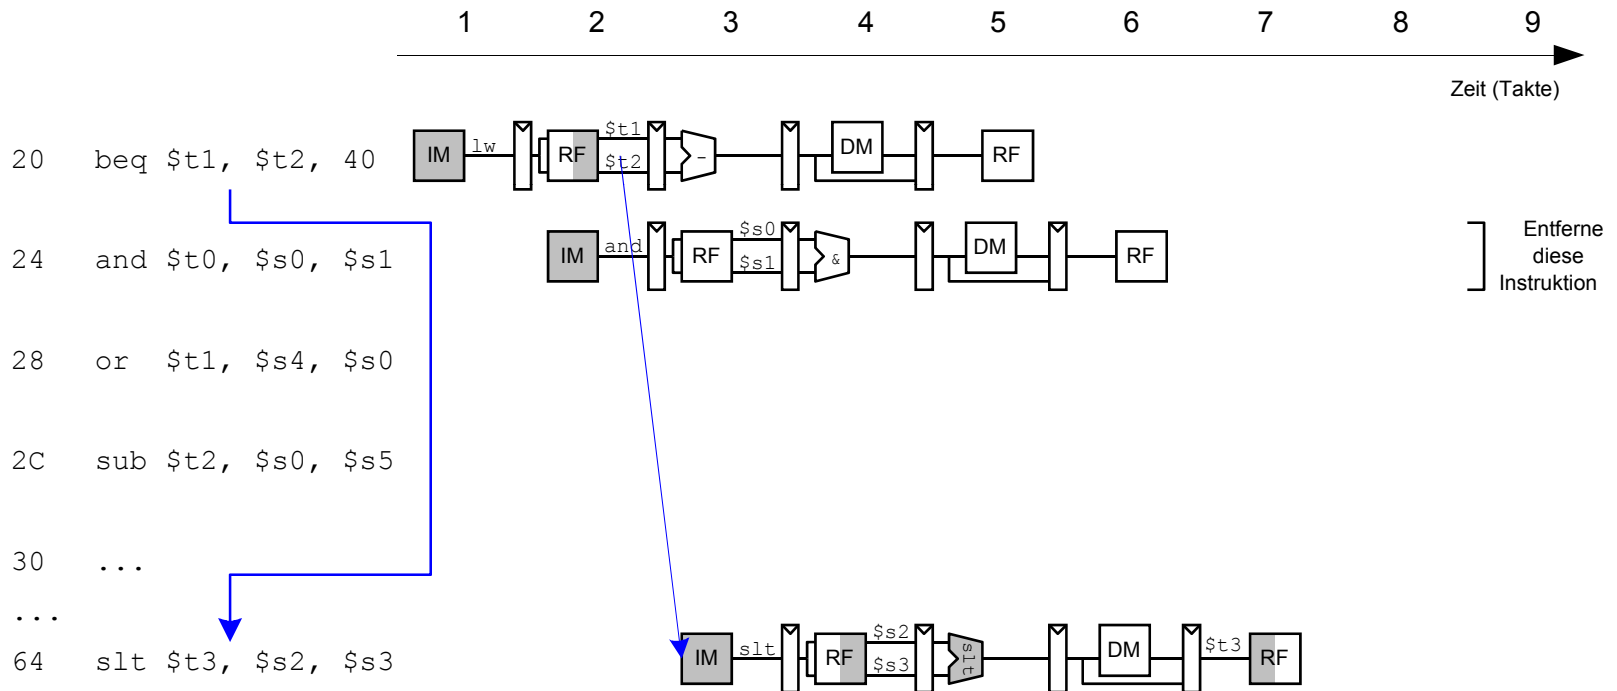 1 2 3 4 5 6 7 8 9
Zeit (Takte)
20 beq $t1, $t2, 40 IM lw RF $t1 $t2 - DM RF
24 and $t0, $s0, $s1 IM and RF $s0 $s1 & DM RF
Entferne
diese
Instruktion
28 or $t1, $s4, $s0
2C sub $t2, $s0, $s5
30 ...
...
64 slt $t3, $s2, $s3 IM slt RF $s2 $s3 slt DM $t3 RF